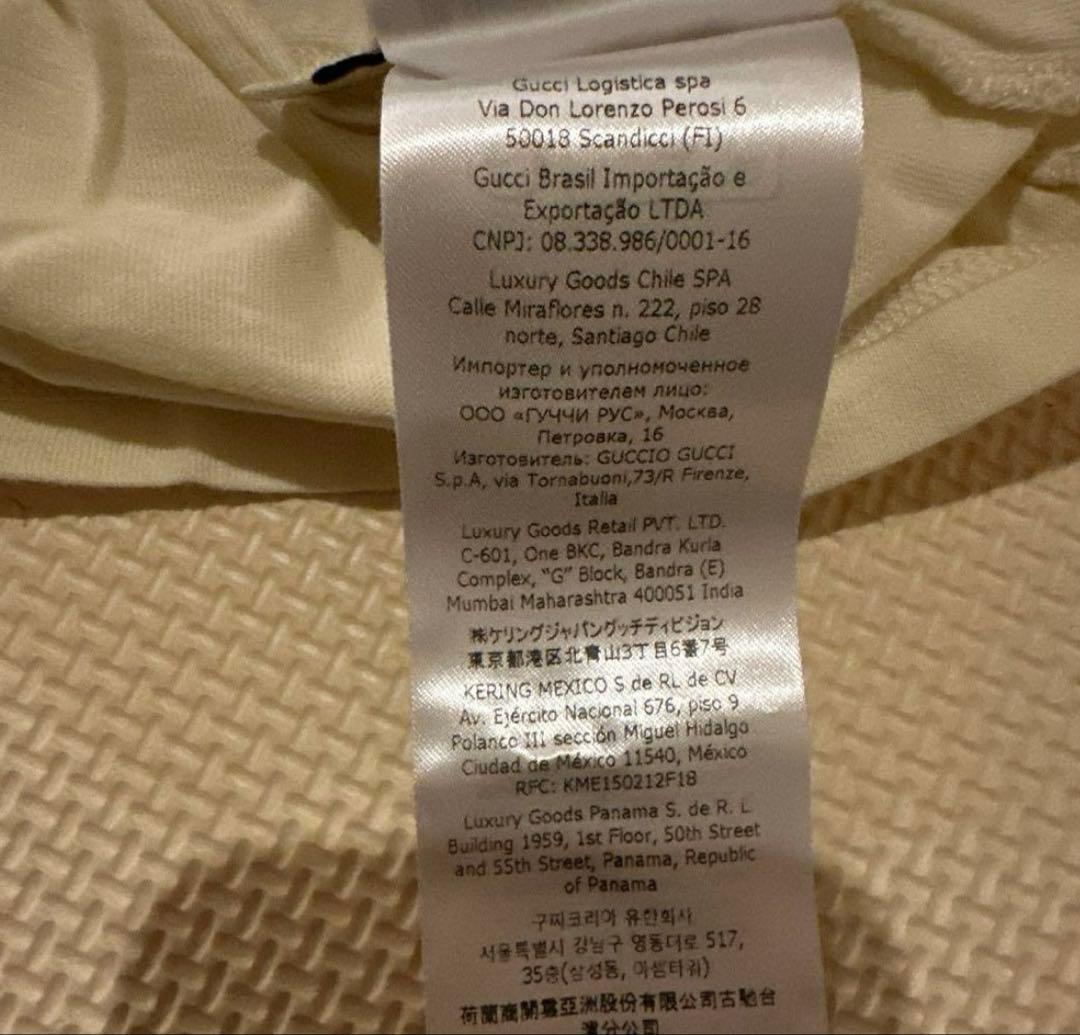 Gucci Logistica spa
Via Don Lorenzo Perosi 6
50018 Scandicci (FI)
Gucci Brasil Importação e
Exportação LTDA
CNPJ: 08.338.986/0001-16
Luxury Goods Chile SPA
Calle Miraflores n. 222, piso 28
norte, Santiago Chile
Импортер и уполномоченное
изготовителем лицо:
ООО «ГУЧЧИ РУС», Москва,
Петровка, 16
Изготовитель: GUCCIO GUCCI
S.p.A, via Tornabuoni,73/R Firenze,
Italia
Luxury Goods Retail PVT. LTD.
C-601, One BKC, Bandra Kurla
Complex, "G" Block, Bandra (E)
Mumbai Maharashtra 400051 India
㈱ケリングジャパングッチディビジョン
東京都港区北青山3丁目6番7号
KERING MEXICO S de RL de CV
Av. Ejército Nacional 676, piso 9
Polanco III sección Miguel Hidalgo
Ciudad de México 11540, México
RFC: KME150212F18
Luxury Goods Panama S. de R. L
Building 1959, 1st Floor, 50th Street
and 55th Street, Panama, Republic
of Panama
구찌코리아 유한회사
서울특별시 강남구 영동대로 517,
35층(삼성동, 아셈타워)
荷蘭商開雲亞洲股份有限公司古馳台
灣分公司